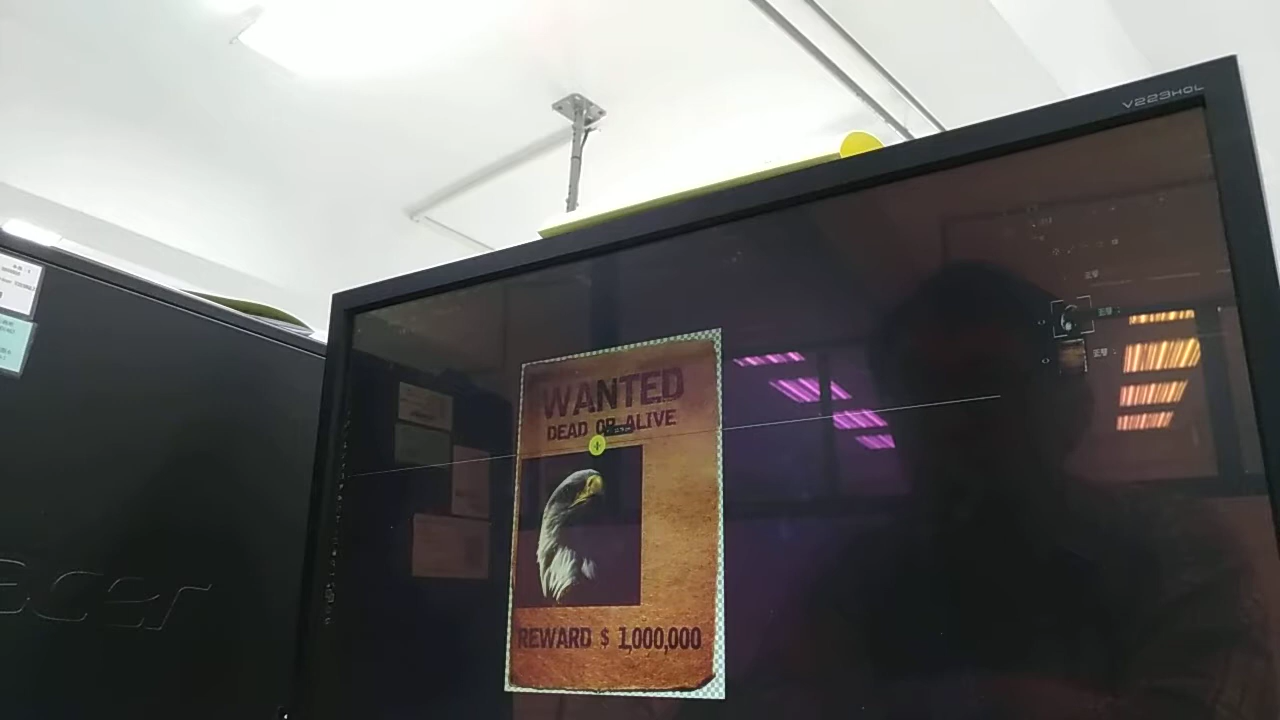 V223HQL
WANTED
DEAD OR ALIVE
REWARD $ 1,000,000
acer